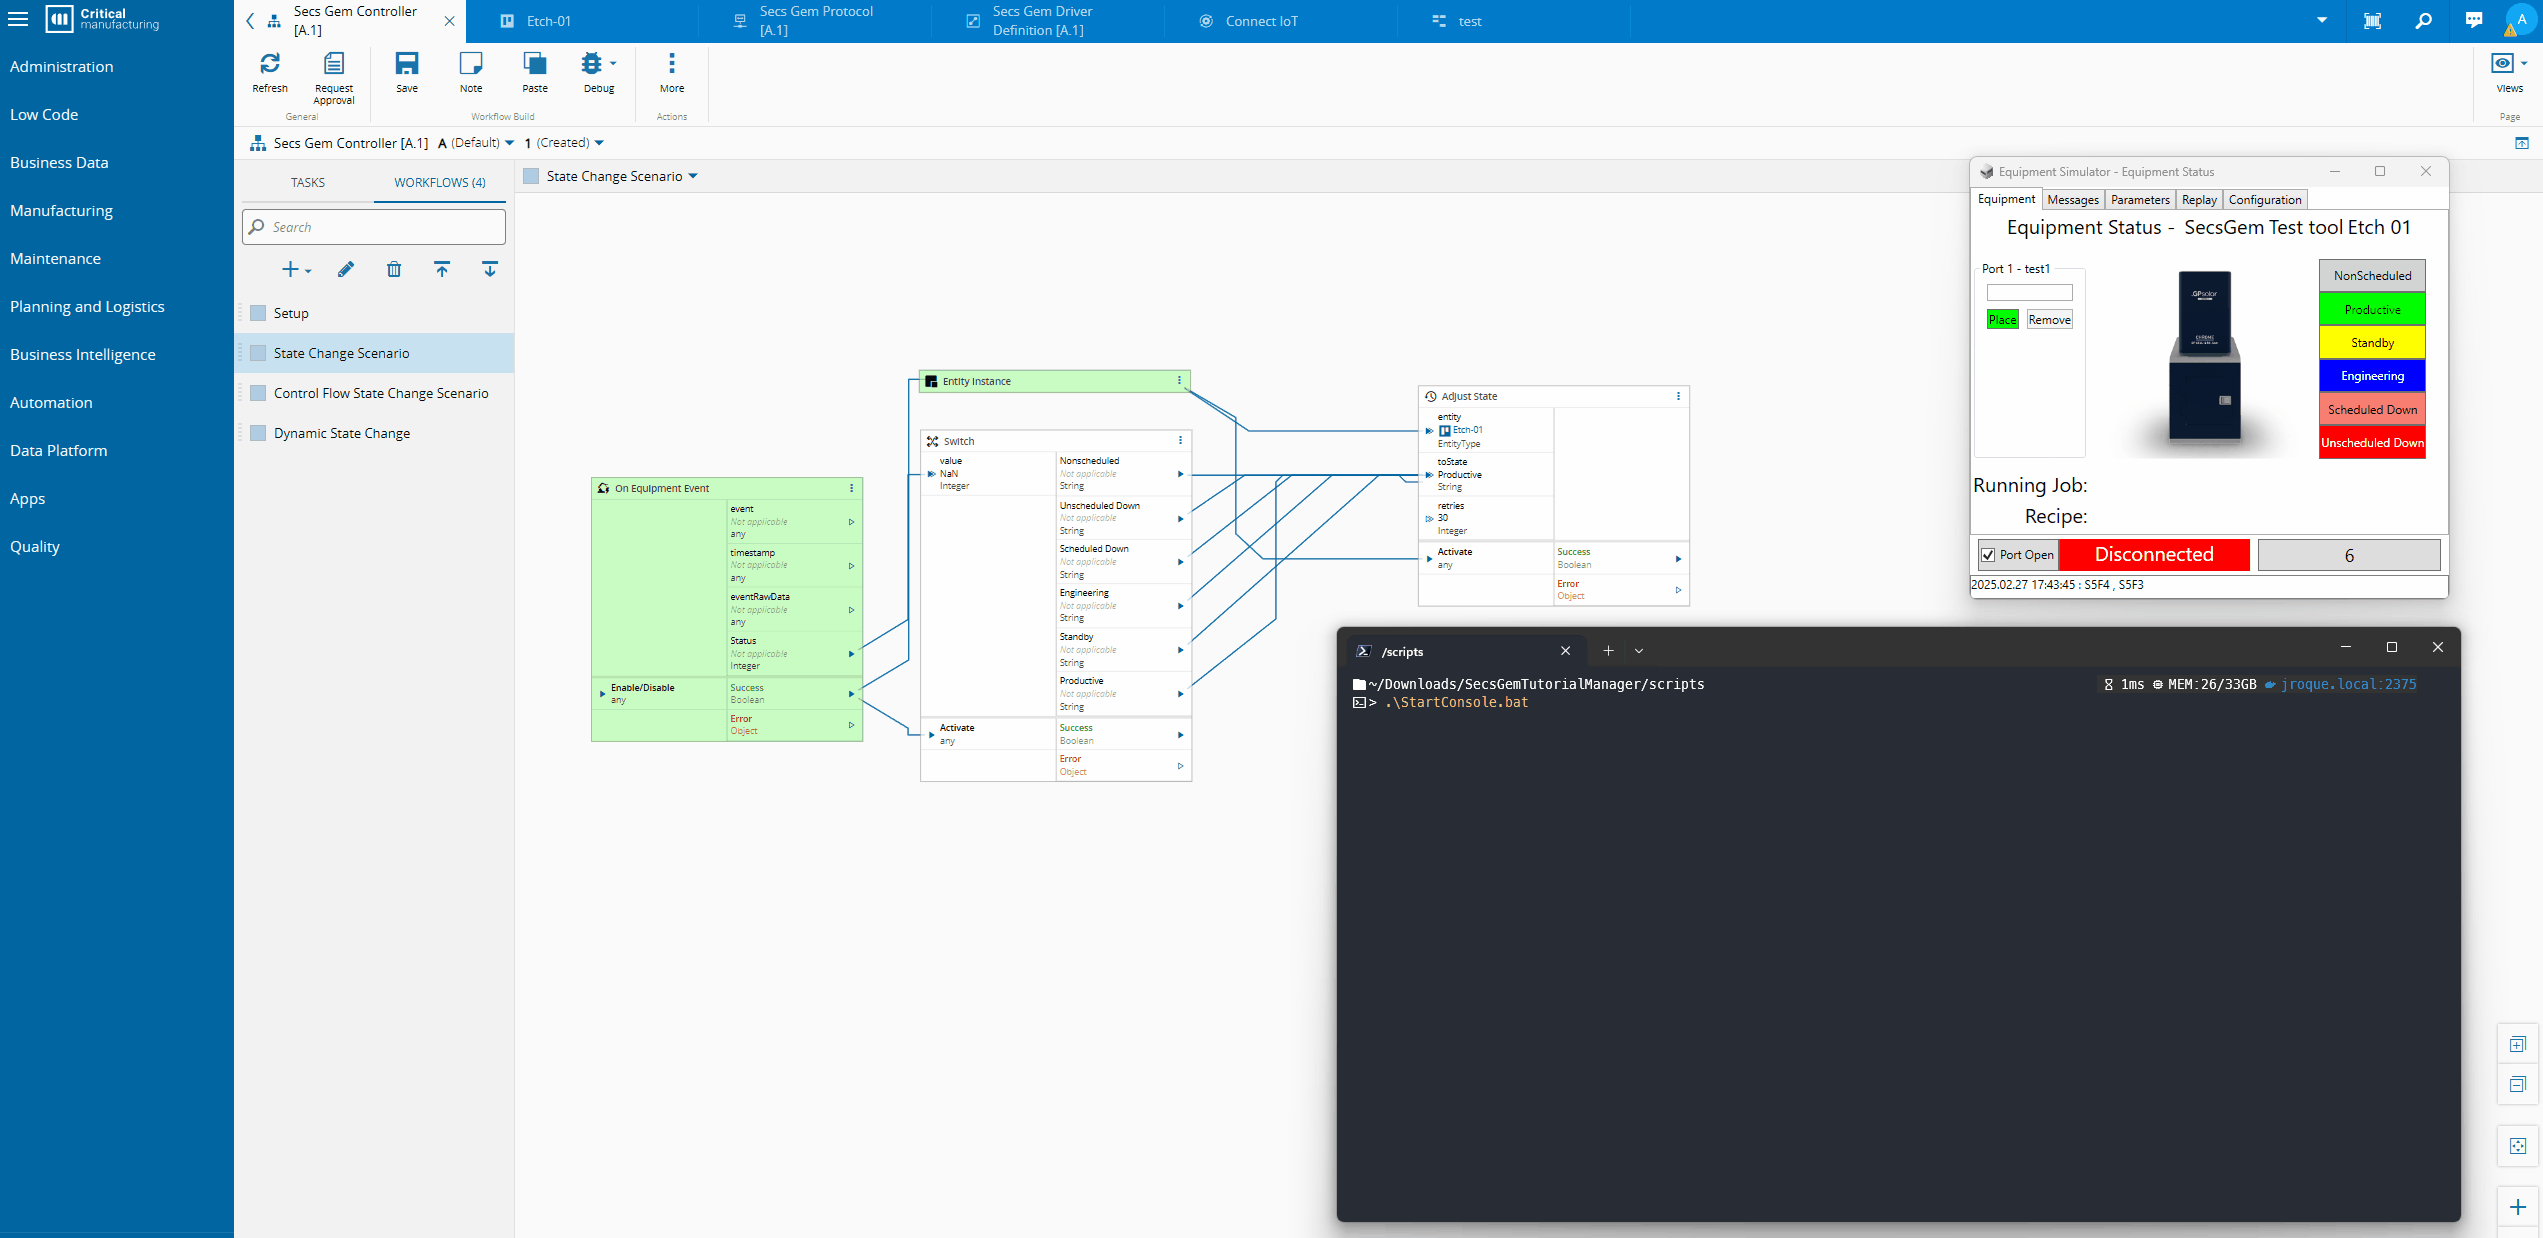 Critical
manufacturing
Secs Gem Controller
[A.1]
Etch-01
Secs Gem Protocol
[A.1]
Secs Gem Driver
Definition [A.1]
Connect IoT
test
A
Administration
Low Code
Business Data
Manufacturing
Maintenance
Planning and Logistics
Business Intelligence
Automation
Data Platform
Apps
Quality
Refresh
Request
Approval
General
Save
Note
Paste
Debug
Workflow Build
More
Actions
Views
Page
Secs Gem Controller [A.1] A (Default) 1 (Created)
TASKS
WORKFLOWS (4)
Search
Setup
State Change Scenario
Control Flow State Change Scenario
Dynamic State Change
State Change Scenario
On Equipment Event
event
Not applicable
any
timestamp
Not applicable
any
eventRawData
Not applicable
any
Status
Not applicable
Integer
Enable/Disable
any
Success
Boolean
Error
Object
Entity Instance
Switch
value
NaN
Integer
Nonscheduled
Not applicable
String
Unscheduled Down
Not applicable
String
Scheduled Down
Not applicable
String
Engineering
Not applicable
String
Standby
Not applicable
String
Productive
Not applicable
String
Activate
any
Success
Boolean
Error
Object
Adjust State
entity
Etch-01
EntityType
toState
Productive
String
retries
30
Integer
Activate
any
Success
Boolean
Error
Object
Equipment Simulator - Equipment Status
Equipment Messages Parameters Replay Configuration
Equipment Status - SecsGem Test tool Etch 01
Port 1 - test1
Place Remove
GPsolar
NonScheduled
Productive
Standby
Engineering
Scheduled Down
Unscheduled Down
Running Job:
Recipe:
Port Open
Disconnected
6
2025.02.27 17:43:45 : S5F4 , S5F3
/scripts
~/Downloads/SecsGemTutorialManager/scripts
1ms MEM:26/33GB jroque.local:2375
> .\StartConsole.bat